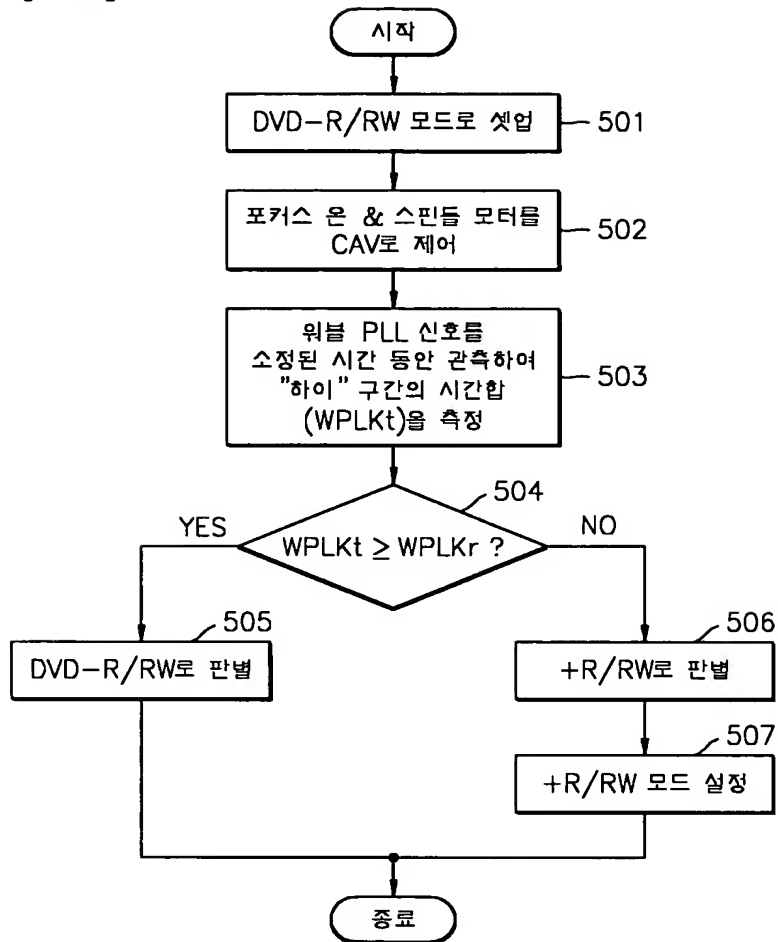 시작
DVD-R/RW 모드로 셋업
501
포커스 온 & 스핀들 모터를
CAV로 제어
502
워블 PLL 신호를
소정된 시간 동안 관측하여
"하이" 구간의 시간합
(WPLKt)을 측정
503
504
YES
WPLKt ≥ WPLKr ?
NO
505
DVD-R/RW로 판별
506
+R/RW로 판별
507
+R/RW 모드 설정
종료